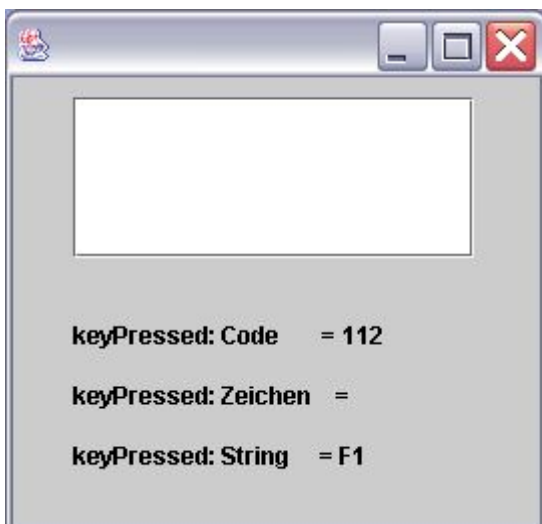 keyPressed: Code = 112
keyPressed: Zeichen =
keyPressed: String = F1